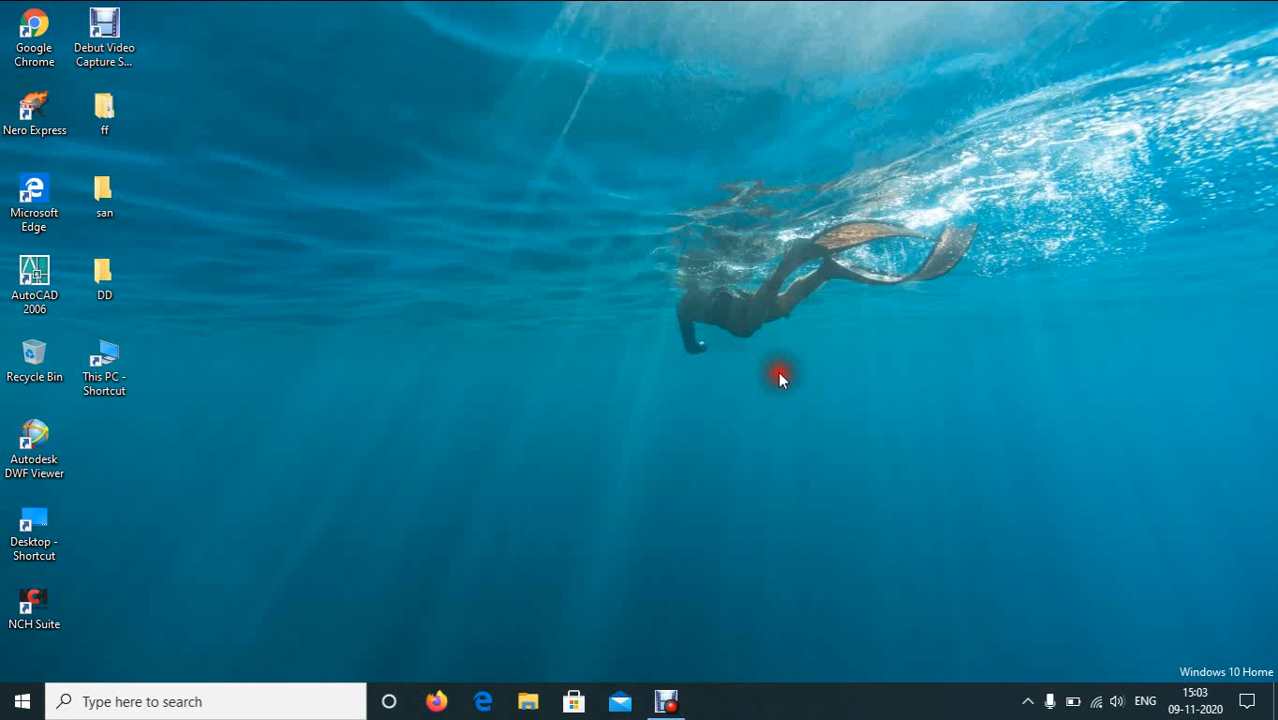 Google
Chrome
Debut Video
Capture S...
Nero Express
ff
Microsoft
Edge
san
AutoCAD
2006
DD
Recycle Bin
This PC -
Shortcut
Autodesk
DWF Viewer
Desktop -
Shortcut
NCH
NCH Suite
Windows 10 Home
Type here to search
ENG
15:03
09-11-2020